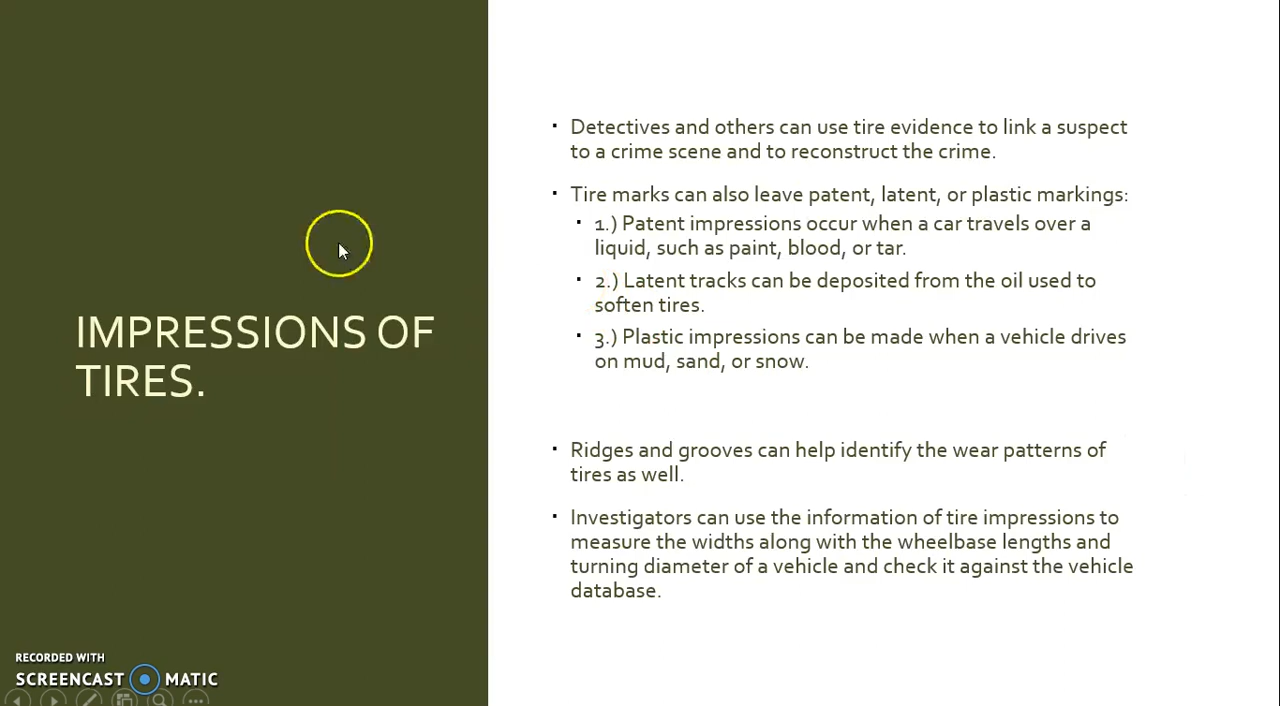 IMPRESSIONS OF
TIRES.
▪ Detectives and others can use tire evidence to link a suspect
to a crime scene and to reconstruct the crime.
▪ Tire marks can also leave patent, latent, or plastic markings:
▪ 1.) Patent impressions occur when a car travels over a
liquid, such as paint, blood, or tar.
▪ 2.) Latent tracks can be deposited from the oil used to
soften tires.
▪ 3.) Plastic impressions can be made when a vehicle drives
on mud, sand, or snow.
▪ Ridges and grooves can help identify the wear patterns of
tires as well.
▪ Investigators can use the information of tire impressions to
measure the widths along with the wheelbase lengths and
turning diameter of a vehicle and check it against the vehicle
database.
RECORDED WITH
SCREENCAST MATIC